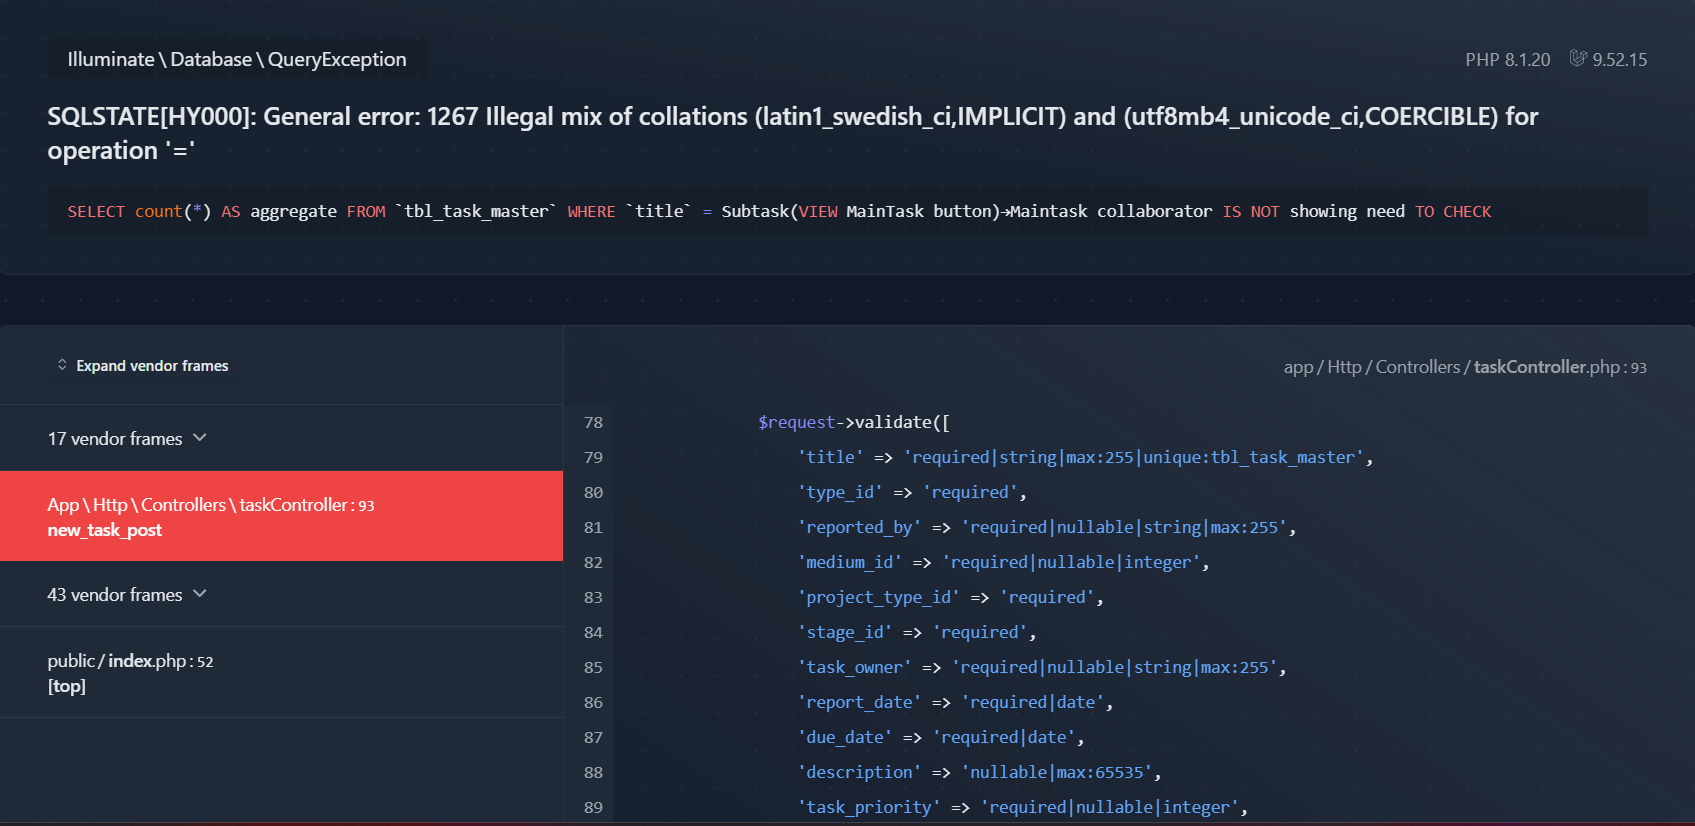 Illuminate\Database\QueryException
PHP 8.1.20 9.52.15
SQLSTATE[HY000]: General error: 1267 Illegal mix of collations (latin1_swedish_ci,IMPLICIT) and (utf8mb4_unicode_ci,COERCIBLE) for
operation '='
SELECT count(*) AS aggregate FROM `tbl_task_master` WHERE `title` = Subtask(VIEW MainTask button)→Maintask collaborator IS NOT showing need TO CHECK
Expand vendor frames
app/Http/Controllers/taskController.php:93
17 vendor frames
App\Http\Controllers\taskController:93
new_task_post
43 vendor frames
public/index.php:52
[top]
78 $request->validate([
79 'title' => 'required|string|max:255|unique:tbl_task_master',
80 'type_id' => 'required',
81 'reported_by' => 'required|nullable|string|max:255',
82 'medium_id' => 'required|nullable|integer',
83 'project_type_id' => 'required',
84 'stage_id' => 'required',
85 'task_owner' => 'required|nullable|string|max:255',
86 'report_date' => 'required|date',
87 'due_date' => 'required|date',
88 'description' => 'nullable|max:65535',
89 'task_priority' => 'required|nullable|integer',